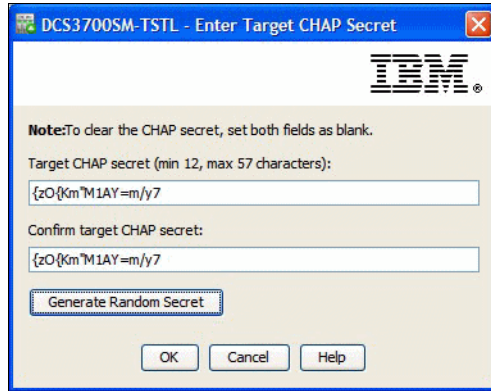 DCS3700SM-TSTL - Enter Target CHAP Secret
IBM®
Note:To clear the CHAP secret, set both fields as blank.
Target CHAP secret (min 12, max 57 characters):
{zO{Km"M1AY=m/y7
Confirm target CHAP secret:
{zO{Km"M1AY=m/y7
Generate Random Secret
OK Cancel Help